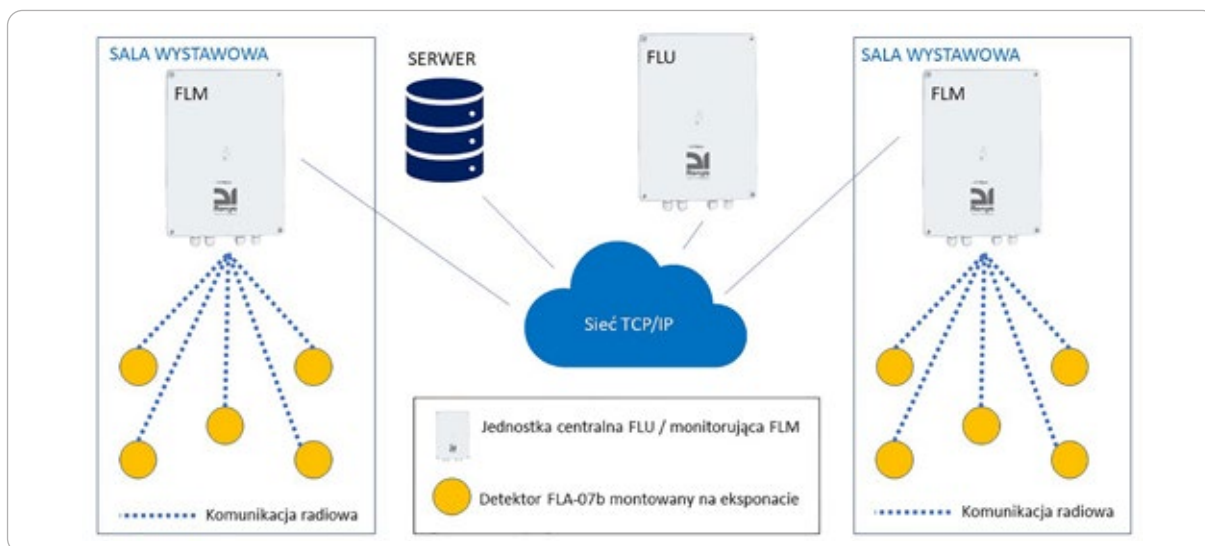 SALA WYSTAWOWA
FLM
SERWER
FLU
SALA WYSTAWOWA
FLM
Sieć TCP/IP
Jednostka centralna FLU / monitorująca FLM
Detektor FLA-07b montowany na eksponacie
Komunikacja radiowa
Komunikacja radiowa